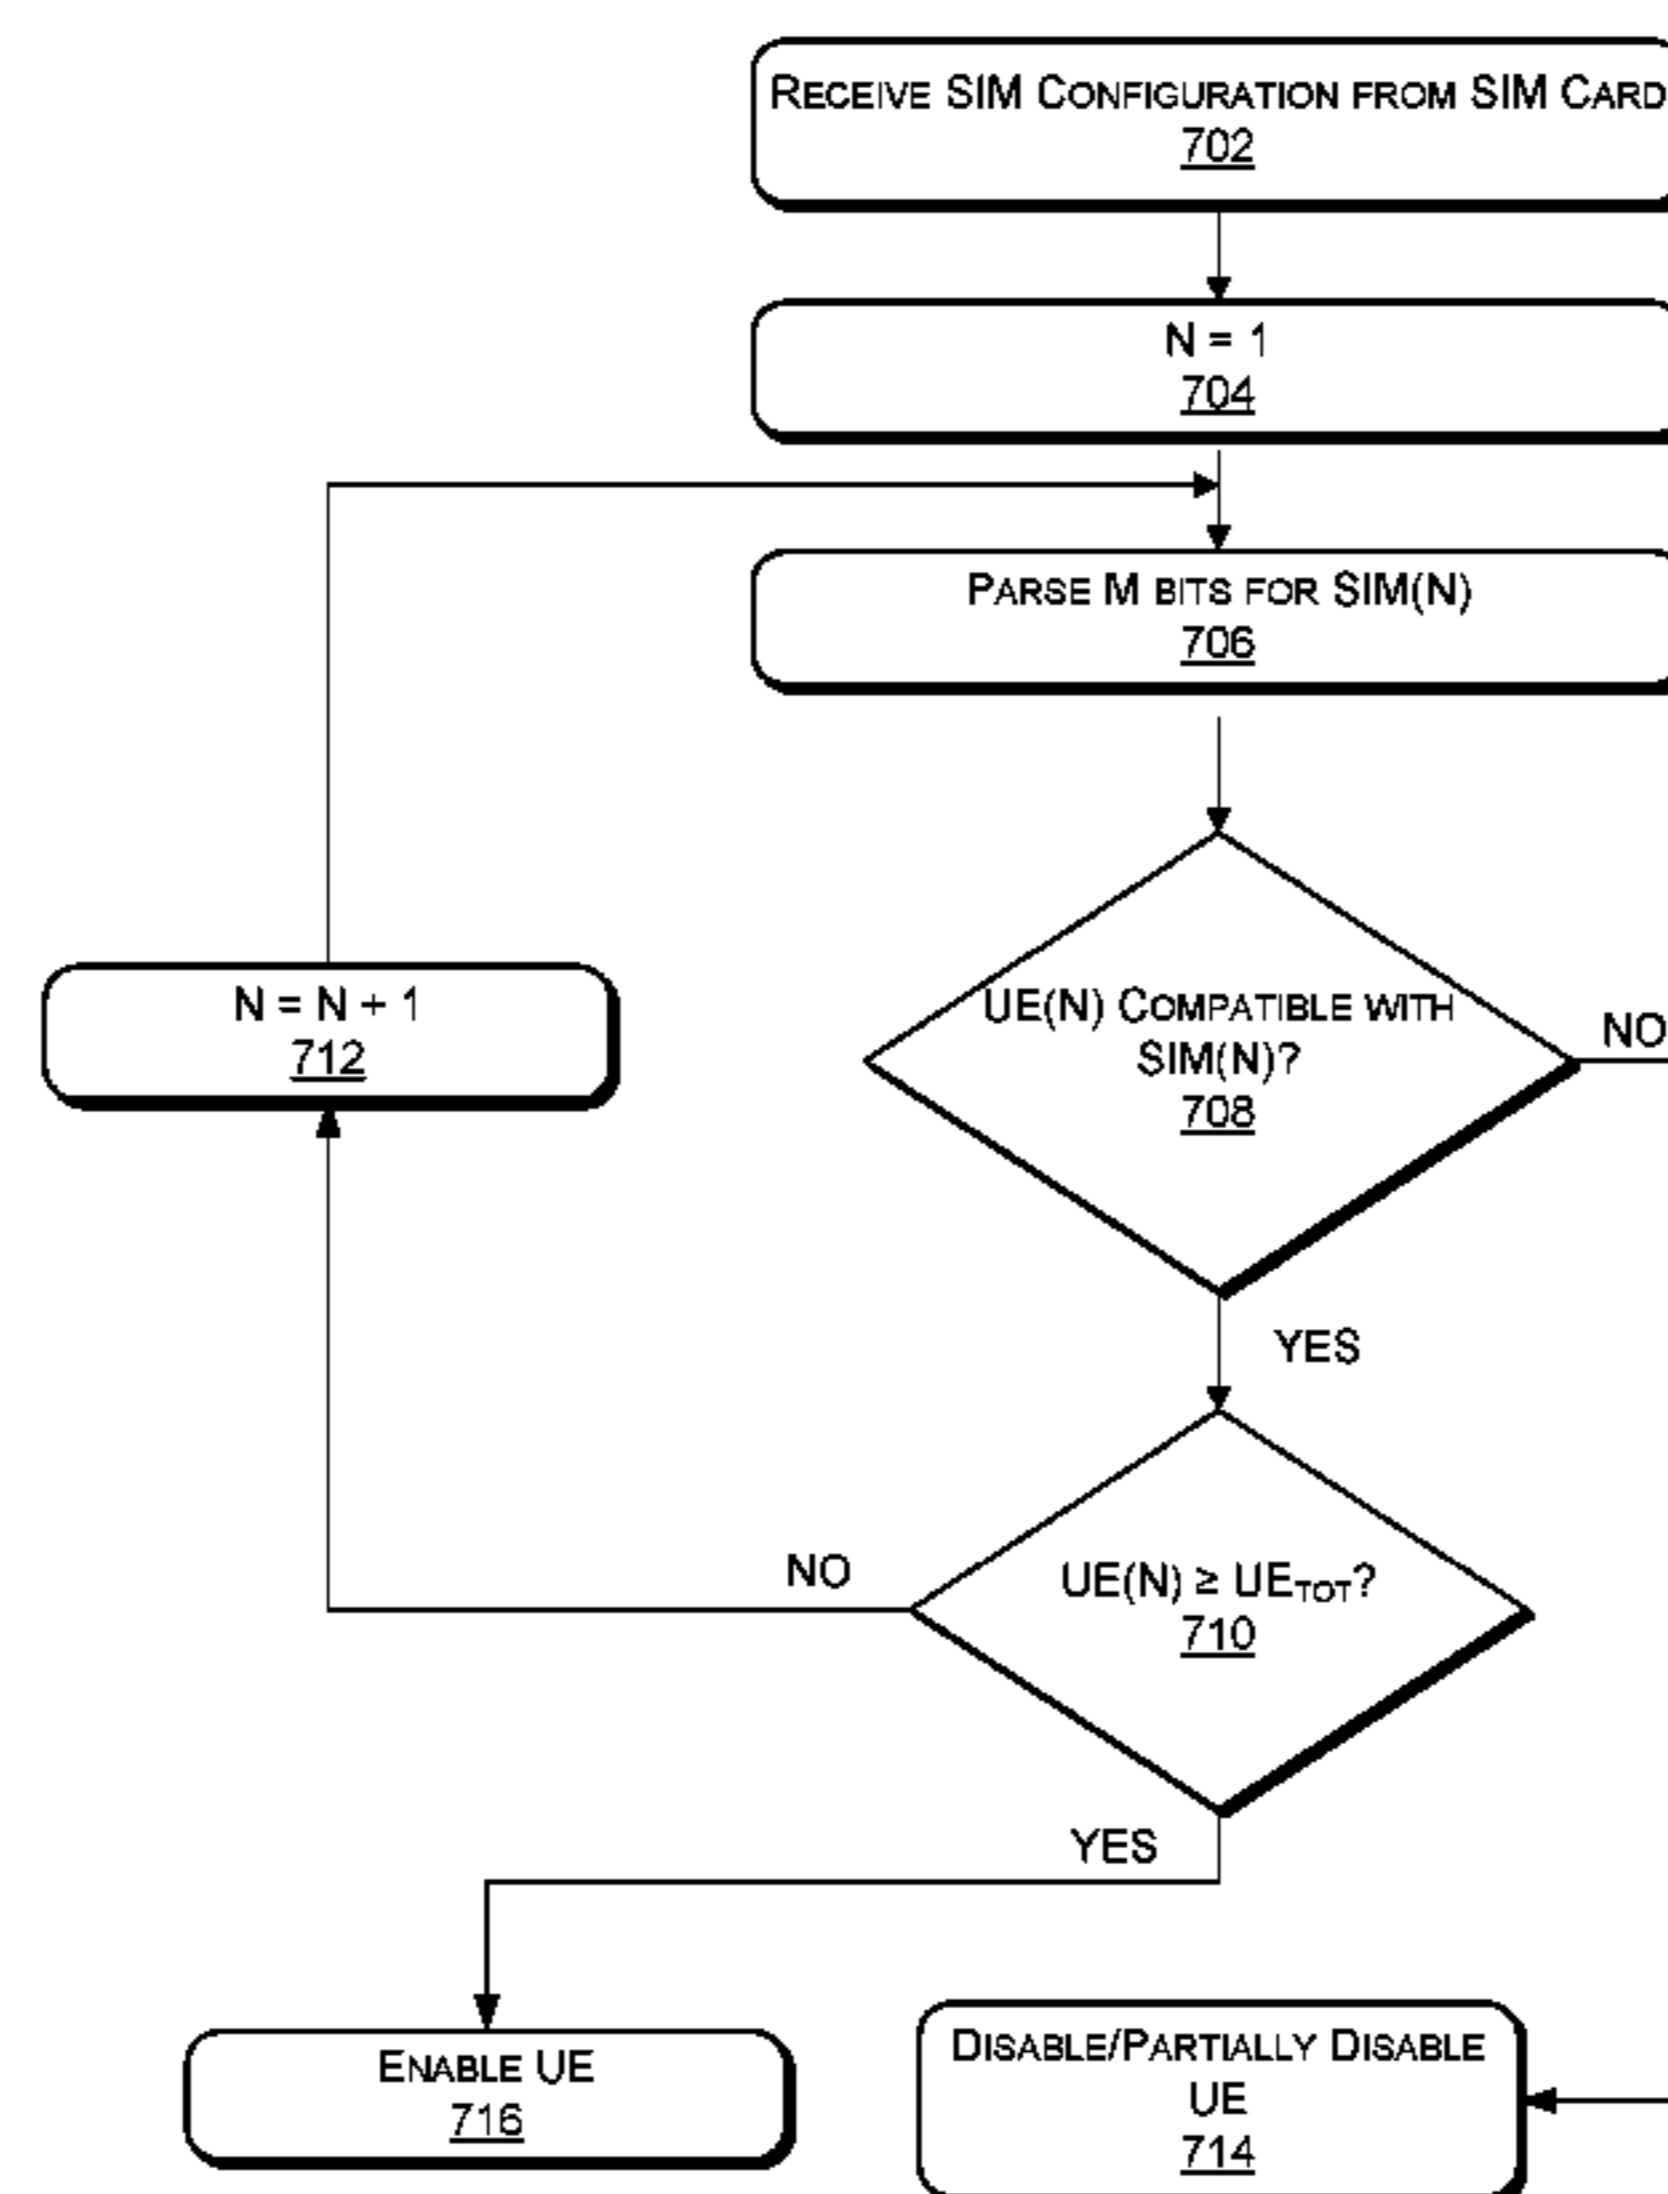 RECEIVE SIM CONFIGURATION FROM SIM CARD
702
N = 1
704
PARSE M BITS FOR SIM(N)
706
UE(N) COMPATIBLE WITH
SIM(N)?
708
NO
N = N + 1
712
YES
UE(N) ≥ UETOT?
710
NO
YES
ENABLE UE
716
DISABLE/PARTIALLY DISABLE
UE
714